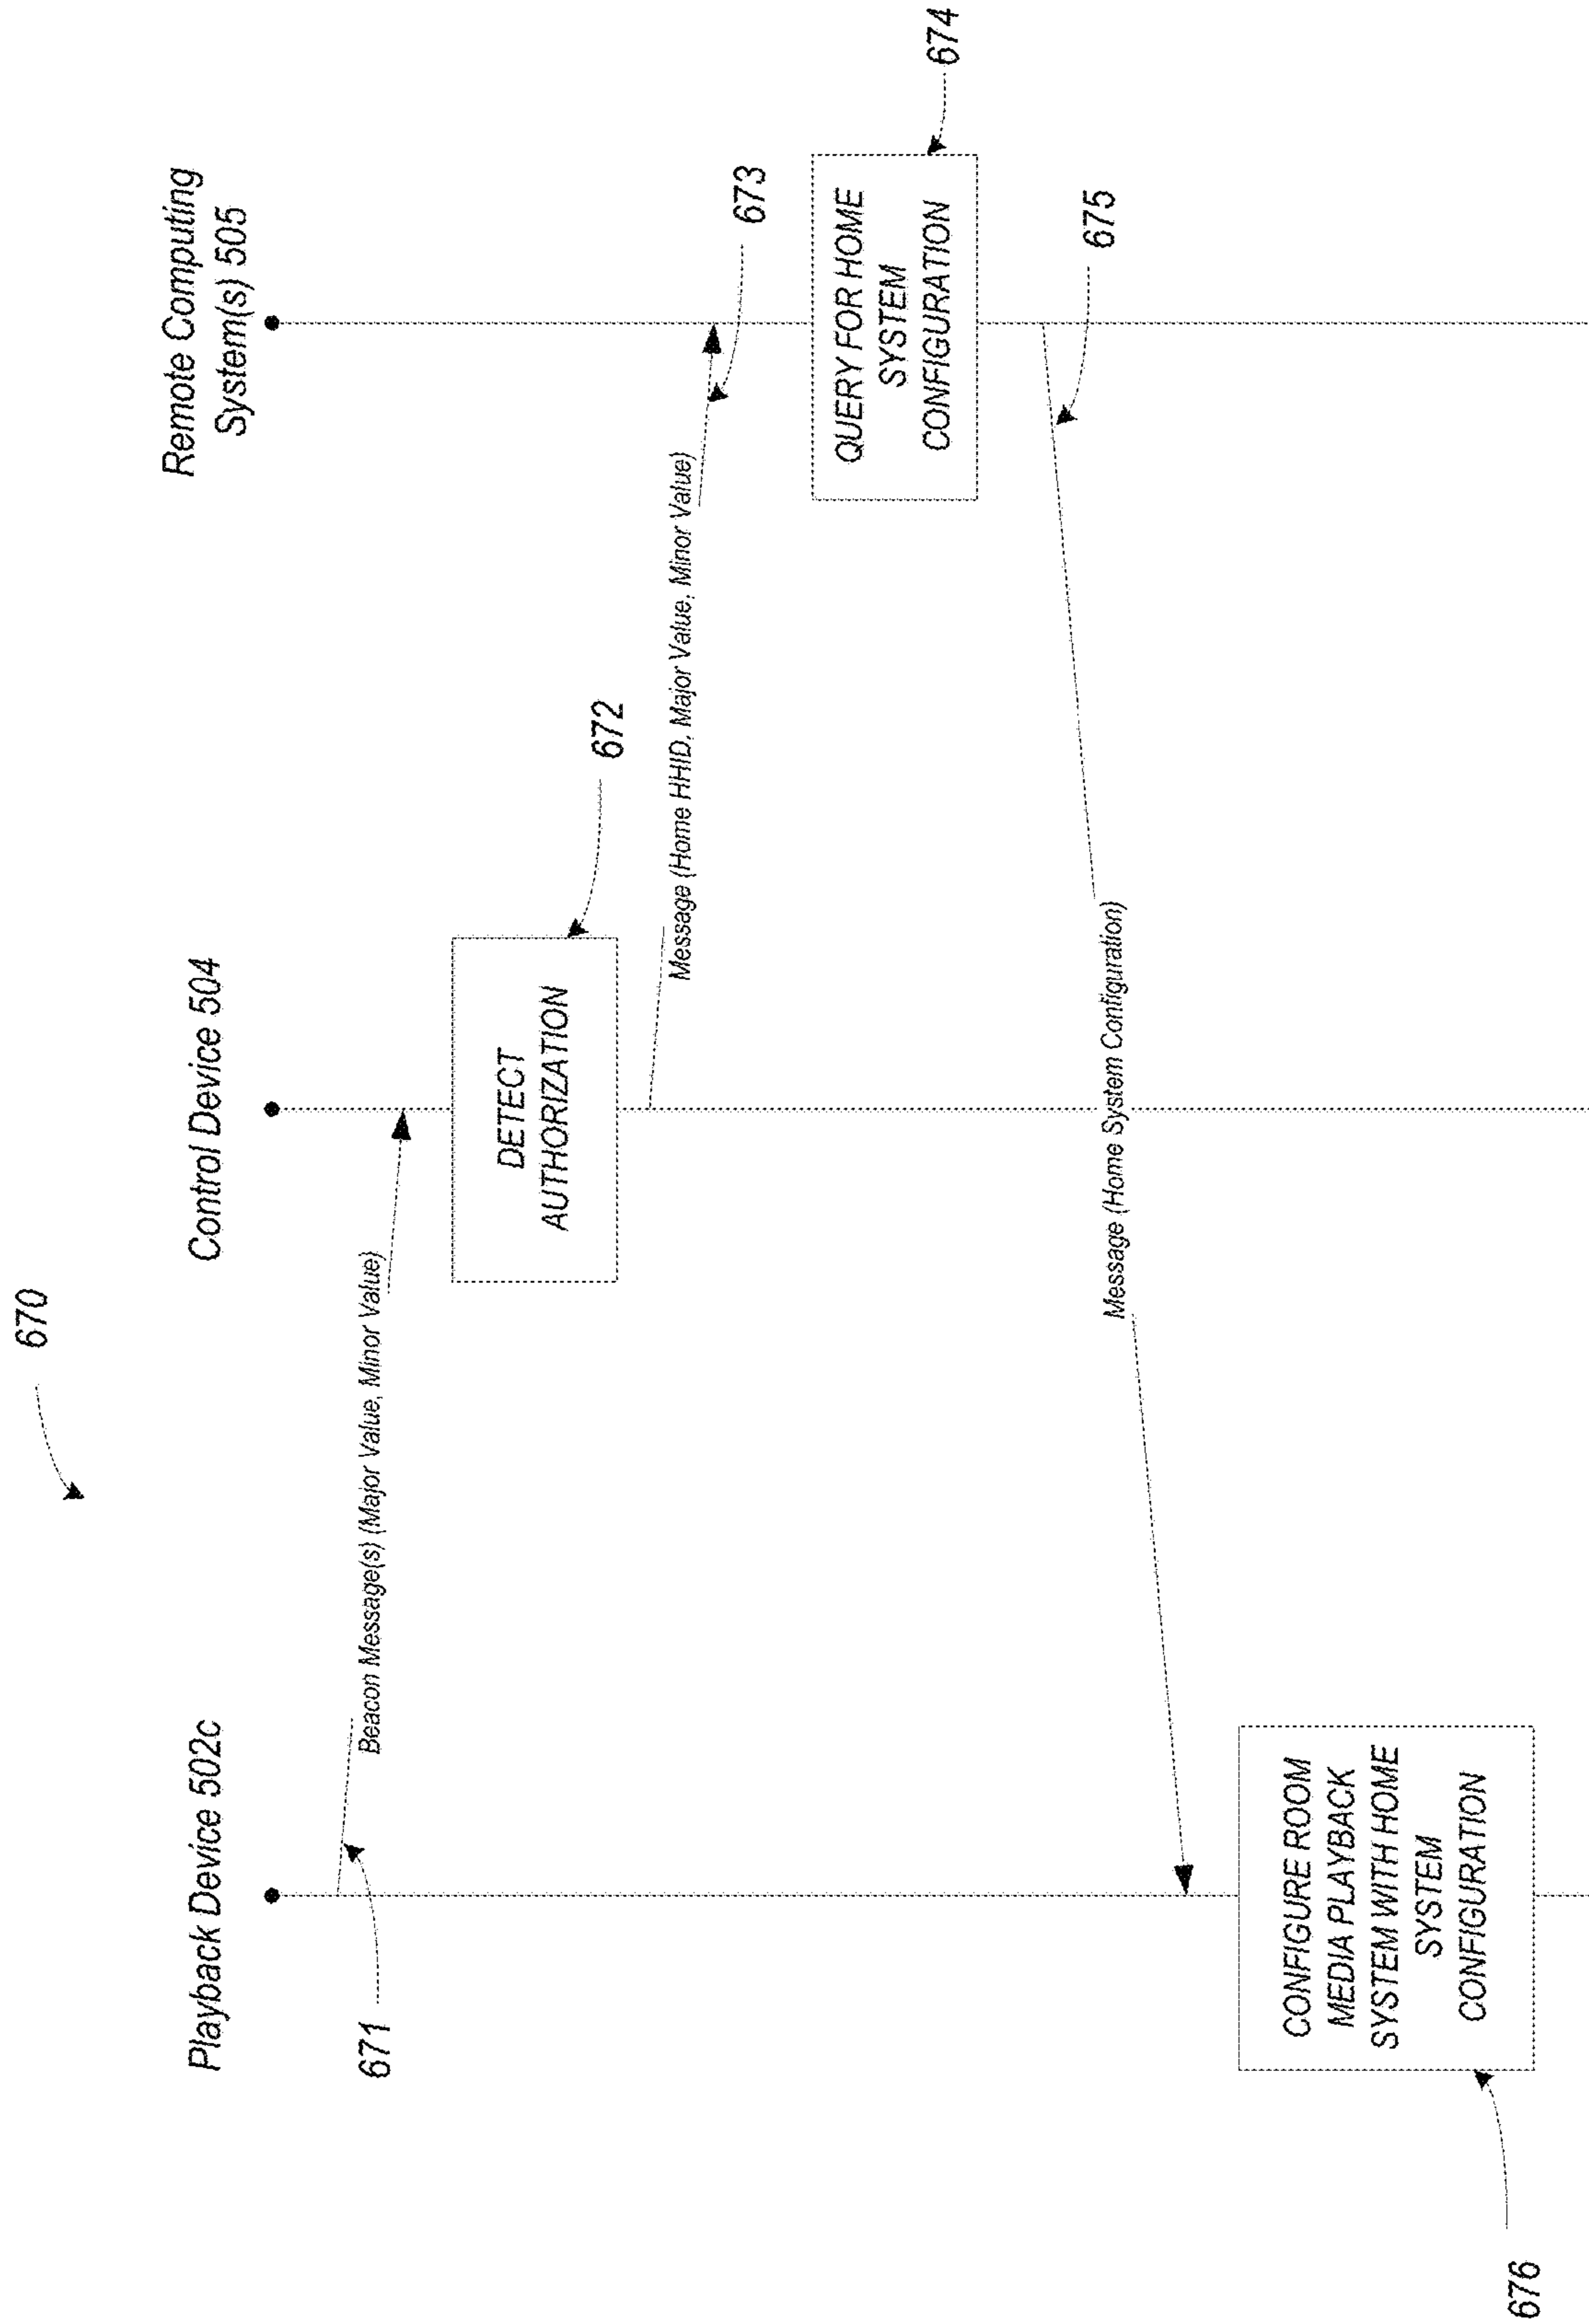 670
Playback Device 502c
Control Device 504
Remote Computing
System(s) 505
671
Beacon Message(s) (Major Value, Minor Value)
DETECT
AUTHORIZATION
672
Message (Home HHID, Major Value, Minor Value)
673
QUERY FOR HOME
SYSTEM
CONFIGURATION
674
675
Message (Home System Configuration)
CONFIGURE ROOM
MEDIA PLAYBACK
SYSTEM WITH HOME
SYSTEM
CONFIGURATION
676